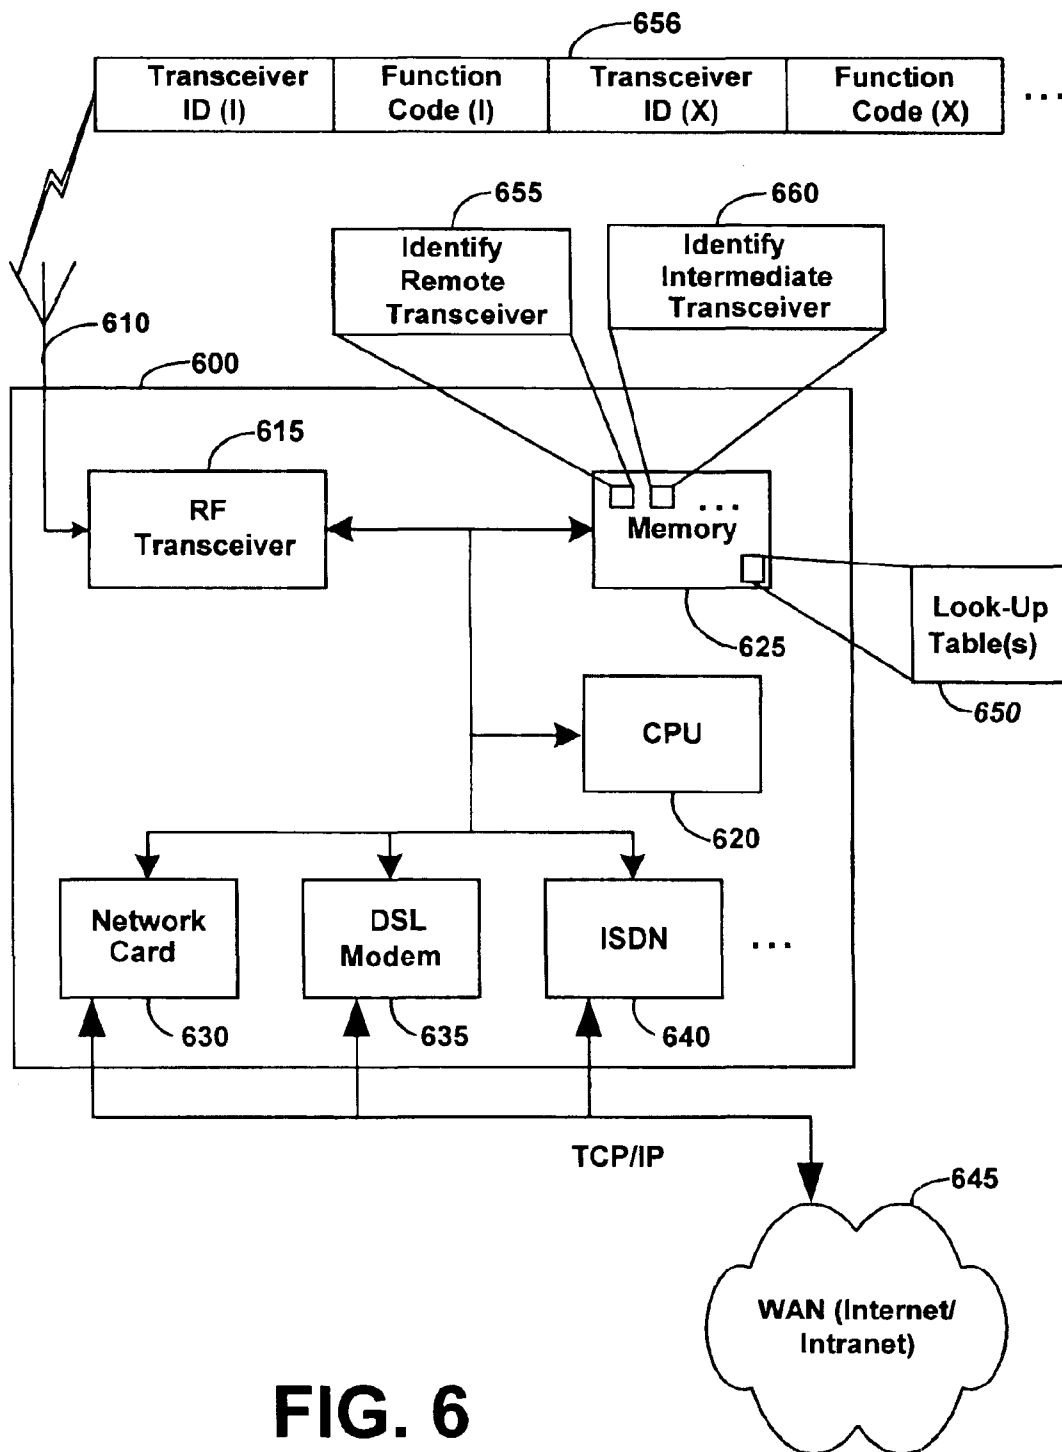 656
Transceiver ID (I)
Function Code (I)
Transceiver ID (X)
Function Code (X)
...
655
660
Identify Remote Transceiver
Identify Intermediate Transceiver
610
600
615
RF Transceiver
...
Memory
625
Look-Up Table(s)
650
CPU
620
Network Card
DSL Modem
ISDN
...
630
635
640
TCP/IP
645
WAN (Internet/
Intranet)
FIG. 6